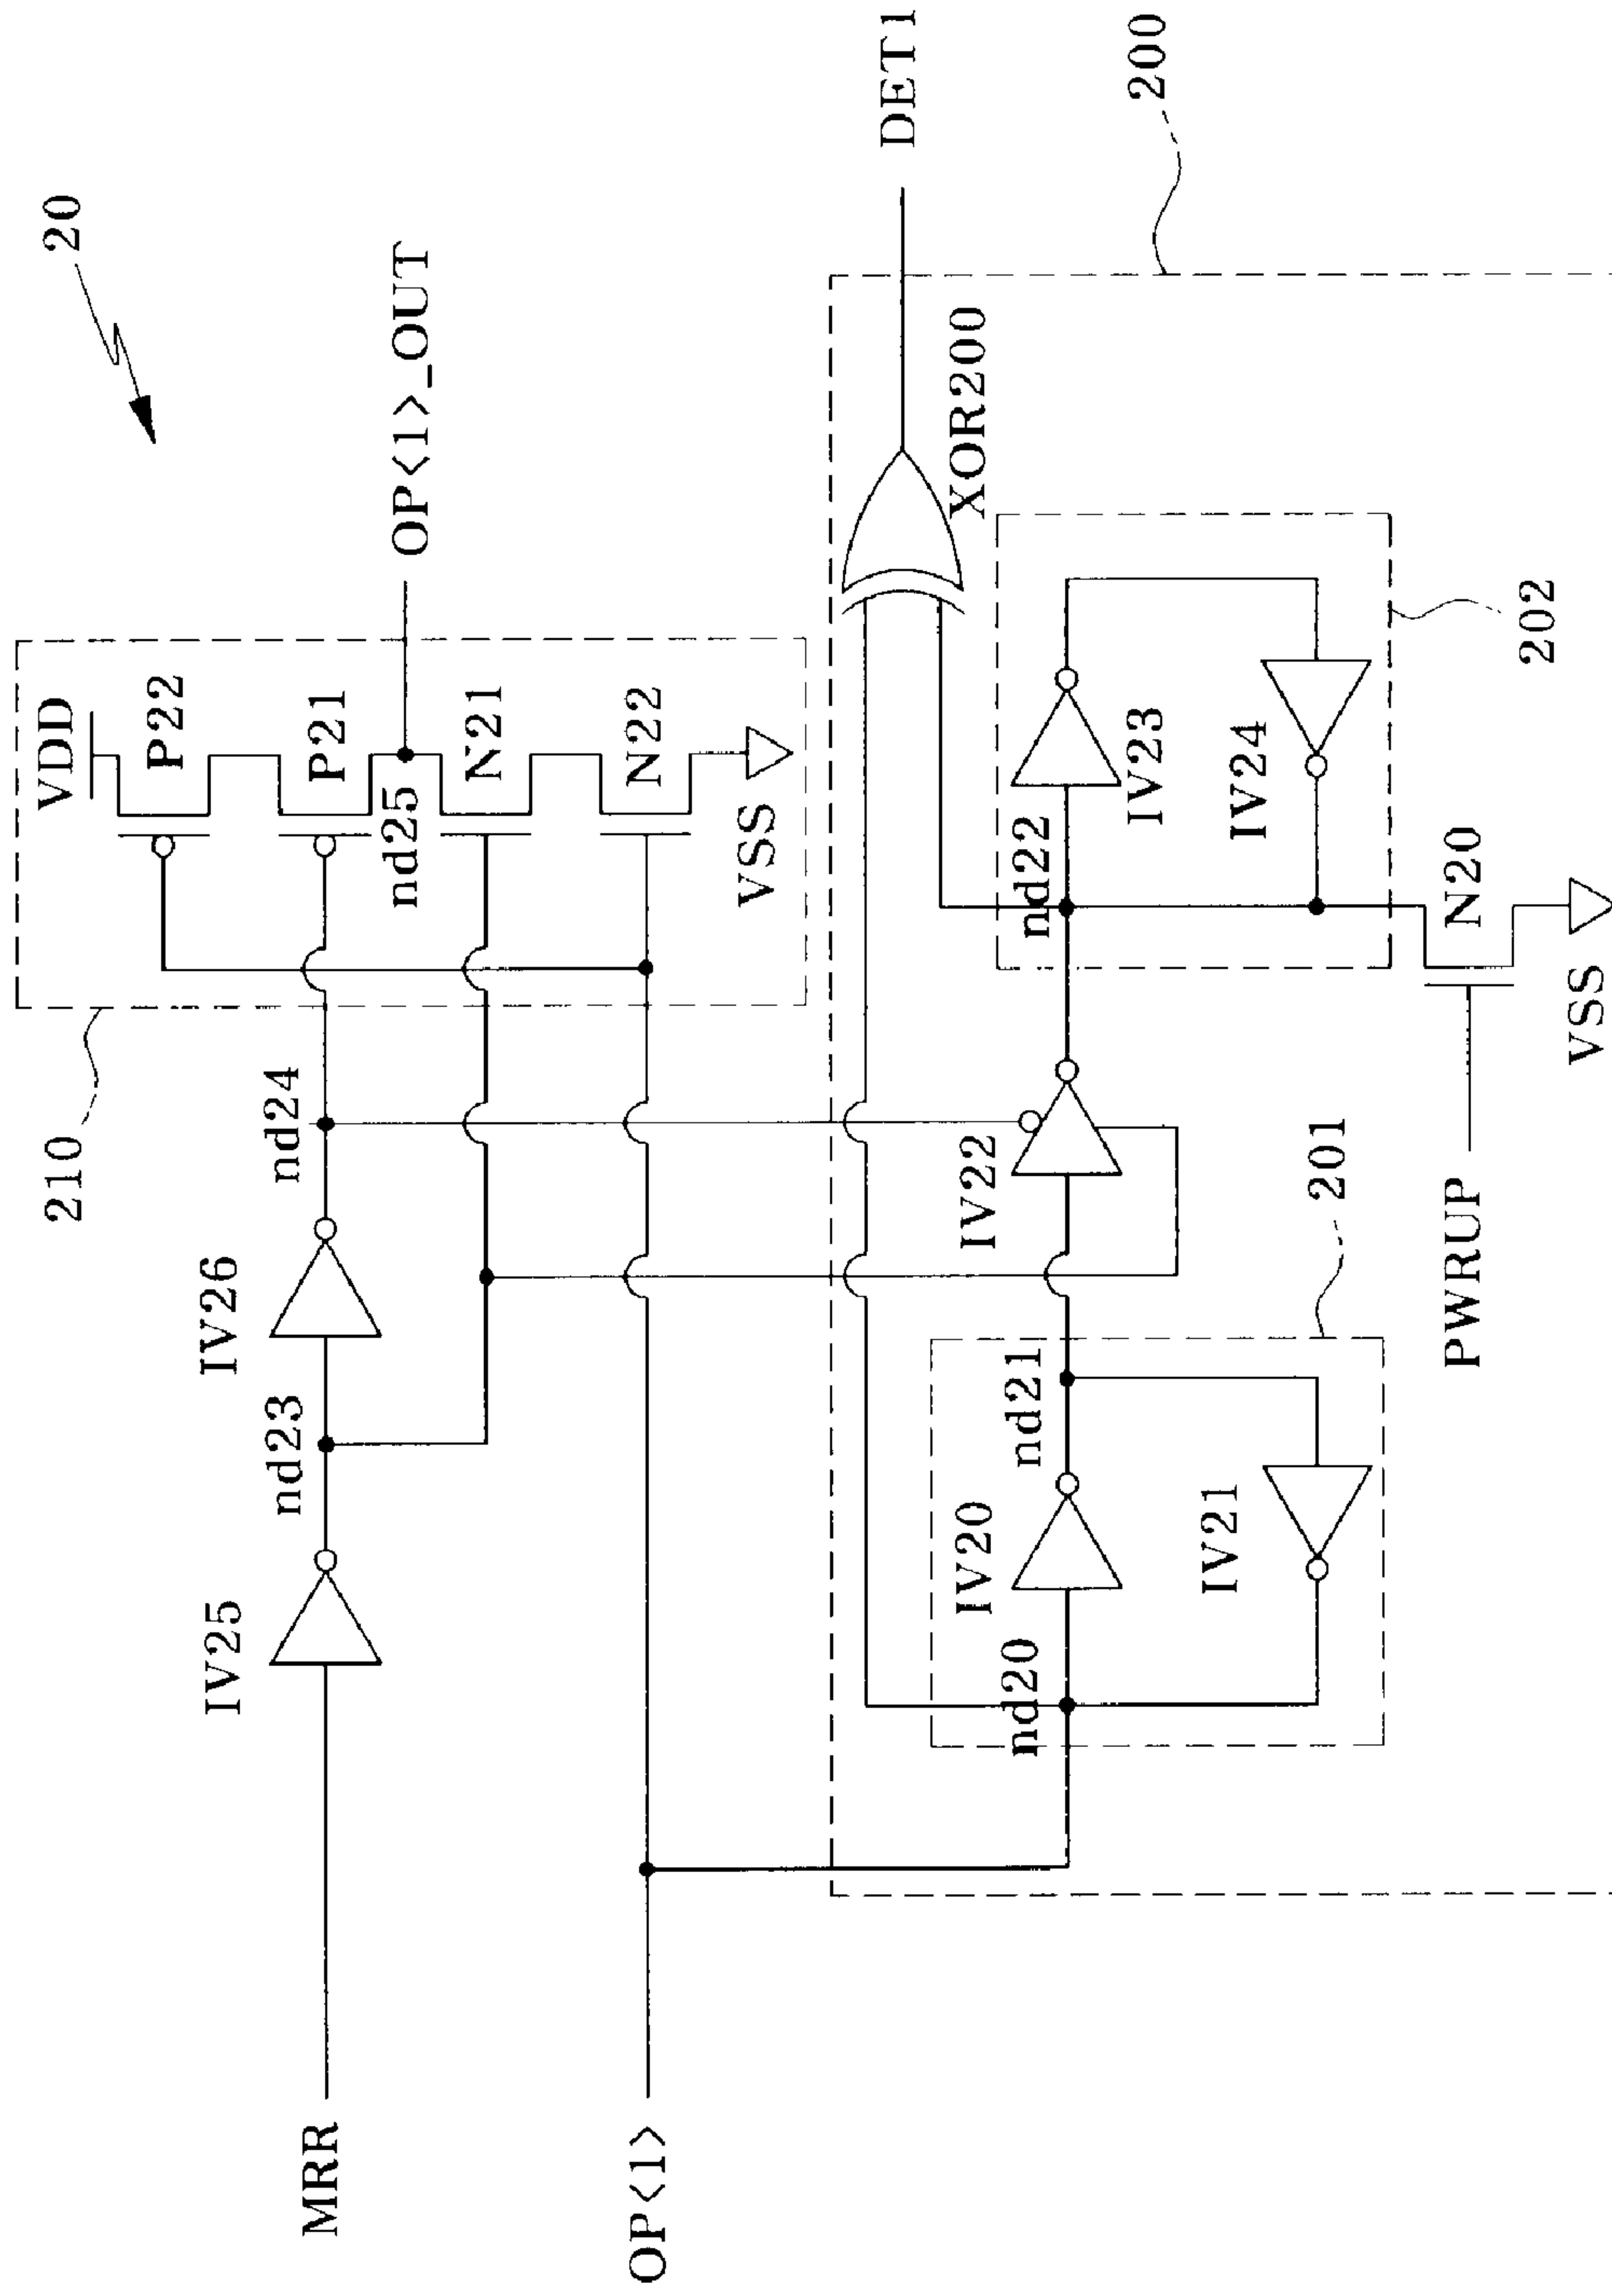 20
210
VDD
P22
P21
nd25
N21
N22
VSS
OP<1>_OUT
MRR
IV25
nd23
IV26
nd24
OP<1>
DET1
XOR200
200
nd20
IV20
nd21
IV21
201
IV22
nd22
IV23
IV24
202
PWRUP
N20
VSS